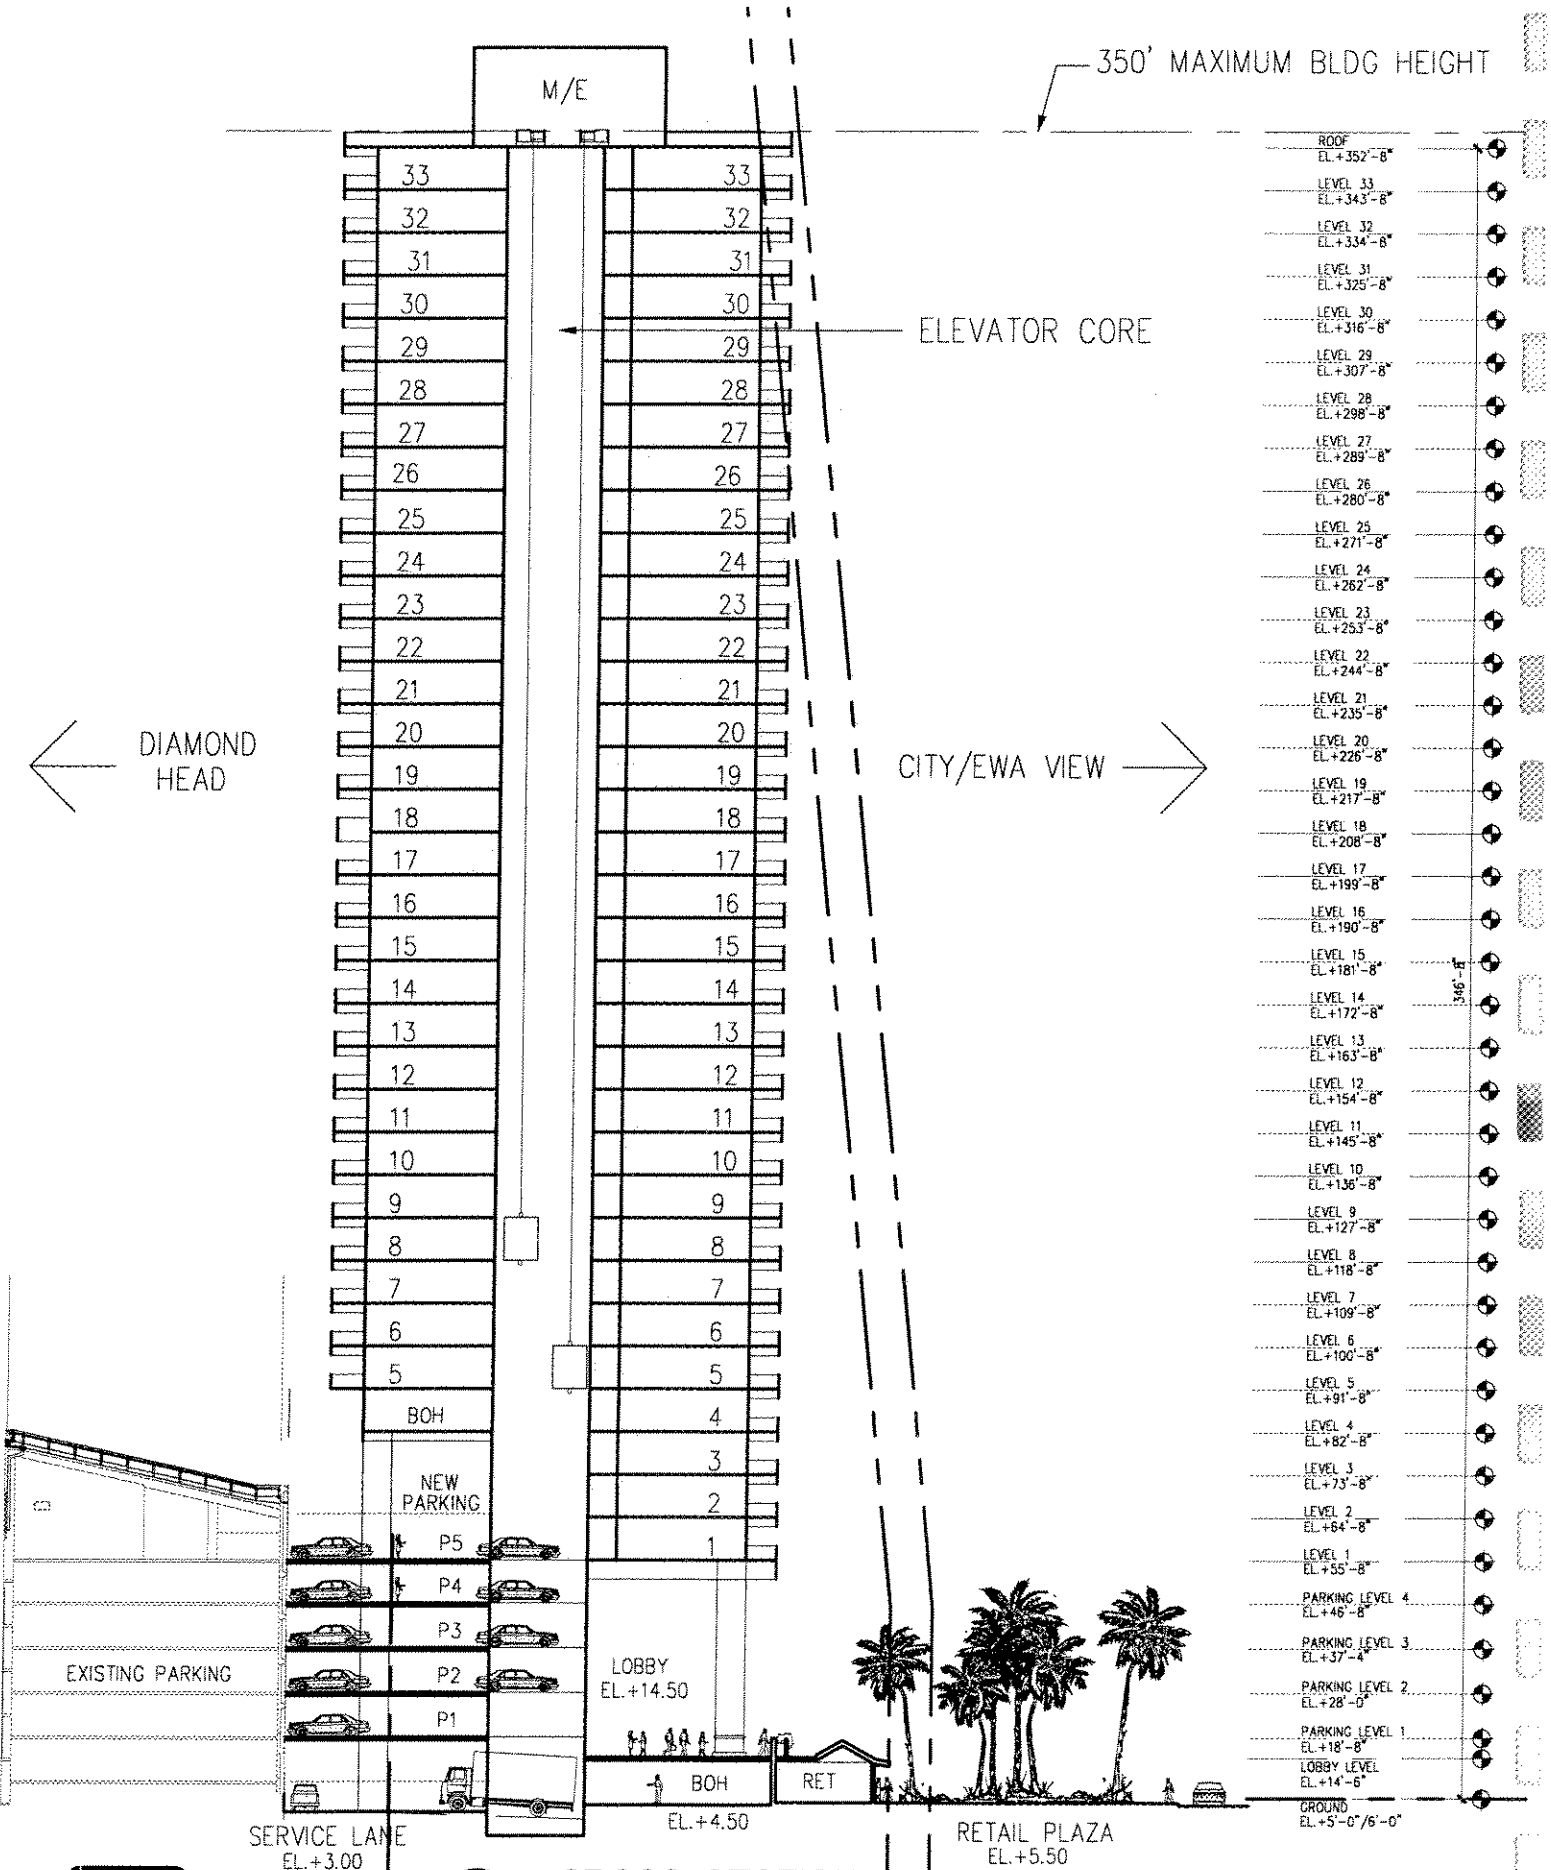 350' MAXIMUM BLDG HEIGHT
M/E
ROOF
EL.+352'-8"
33 33
LEVEL 33
EL.+343'-8"
32 32
LEVEL 32
EL.+334'-8"
31 31
LEVEL 31
EL.+325'-8"
30 30
LEVEL 30
EL.+316'-8"
ELEVATOR CORE
29 29
LEVEL 29
EL.+307'-8"
28 28
LEVEL 28
EL.+298'-8"
27 27
LEVEL 27
EL.+289'-8"
26 26
LEVEL 26
EL.+280'-8"
25 25
LEVEL 25
EL.+271'-8"
24 24
LEVEL 24
EL.+262'-8"
23 23
LEVEL 23
EL.+253'-8"
22 22
LEVEL 22
EL.+244'-8"
21 21
LEVEL 21
EL.+235'-8"
20 20
LEVEL 20
EL.+226'-8"
DIAMOND
HEAD
CITY/EWA VIEW
19 19
LEVEL 19
EL.+217'-8"
18 18
LEVEL 18
EL.+208'-8"
17 17
LEVEL 17
EL.+199'-8"
16 16
LEVEL 16
EL.+190'-8"
15 15
LEVEL 15
EL.+181'-8"
346'-8"
14 14
LEVEL 14
EL.+172'-8"
13 13
LEVEL 13
EL.+163'-8"
12 12
LEVEL 12
EL.+154'-8"
11 11
LEVEL 11
EL.+145'-8"
10 10
LEVEL 10
EL.+136'-8"
9 9
LEVEL 9
EL.+127'-8"
8 8
LEVEL 8
EL.+118'-8"
7 7
LEVEL 7
EL.+109'-8"
6 6
LEVEL 6
EL.+100'-8"
5 5
LEVEL 5
EL.+91'-8"
BOH 4
LEVEL 4
EL.+82'-8"
3
LEVEL 3
EL.+73'-8"
NEW
PARKING
2
LEVEL 2
EL.+64'-8"
P5 1
LEVEL 1
EL.+55'-8"
P4
PARKING LEVEL 4
EL.+46'-8"
P3
PARKING LEVEL 3
EL.+37'-4"
EXISTING PARKING
P2
LOBBY
EL.+14.50
PARKING LEVEL 2
EL.+28'-0"
P1
PARKING LEVEL 1
EL.+18'-8"
LOBBY LEVEL
EL.+14'-6"
BOH
RET
GROUND
EL.+5'-0"/6'-0"
EL.+4.50
SERVICE LANE
EL.+3.00
RETAIL PLAZA
EL.+5.50